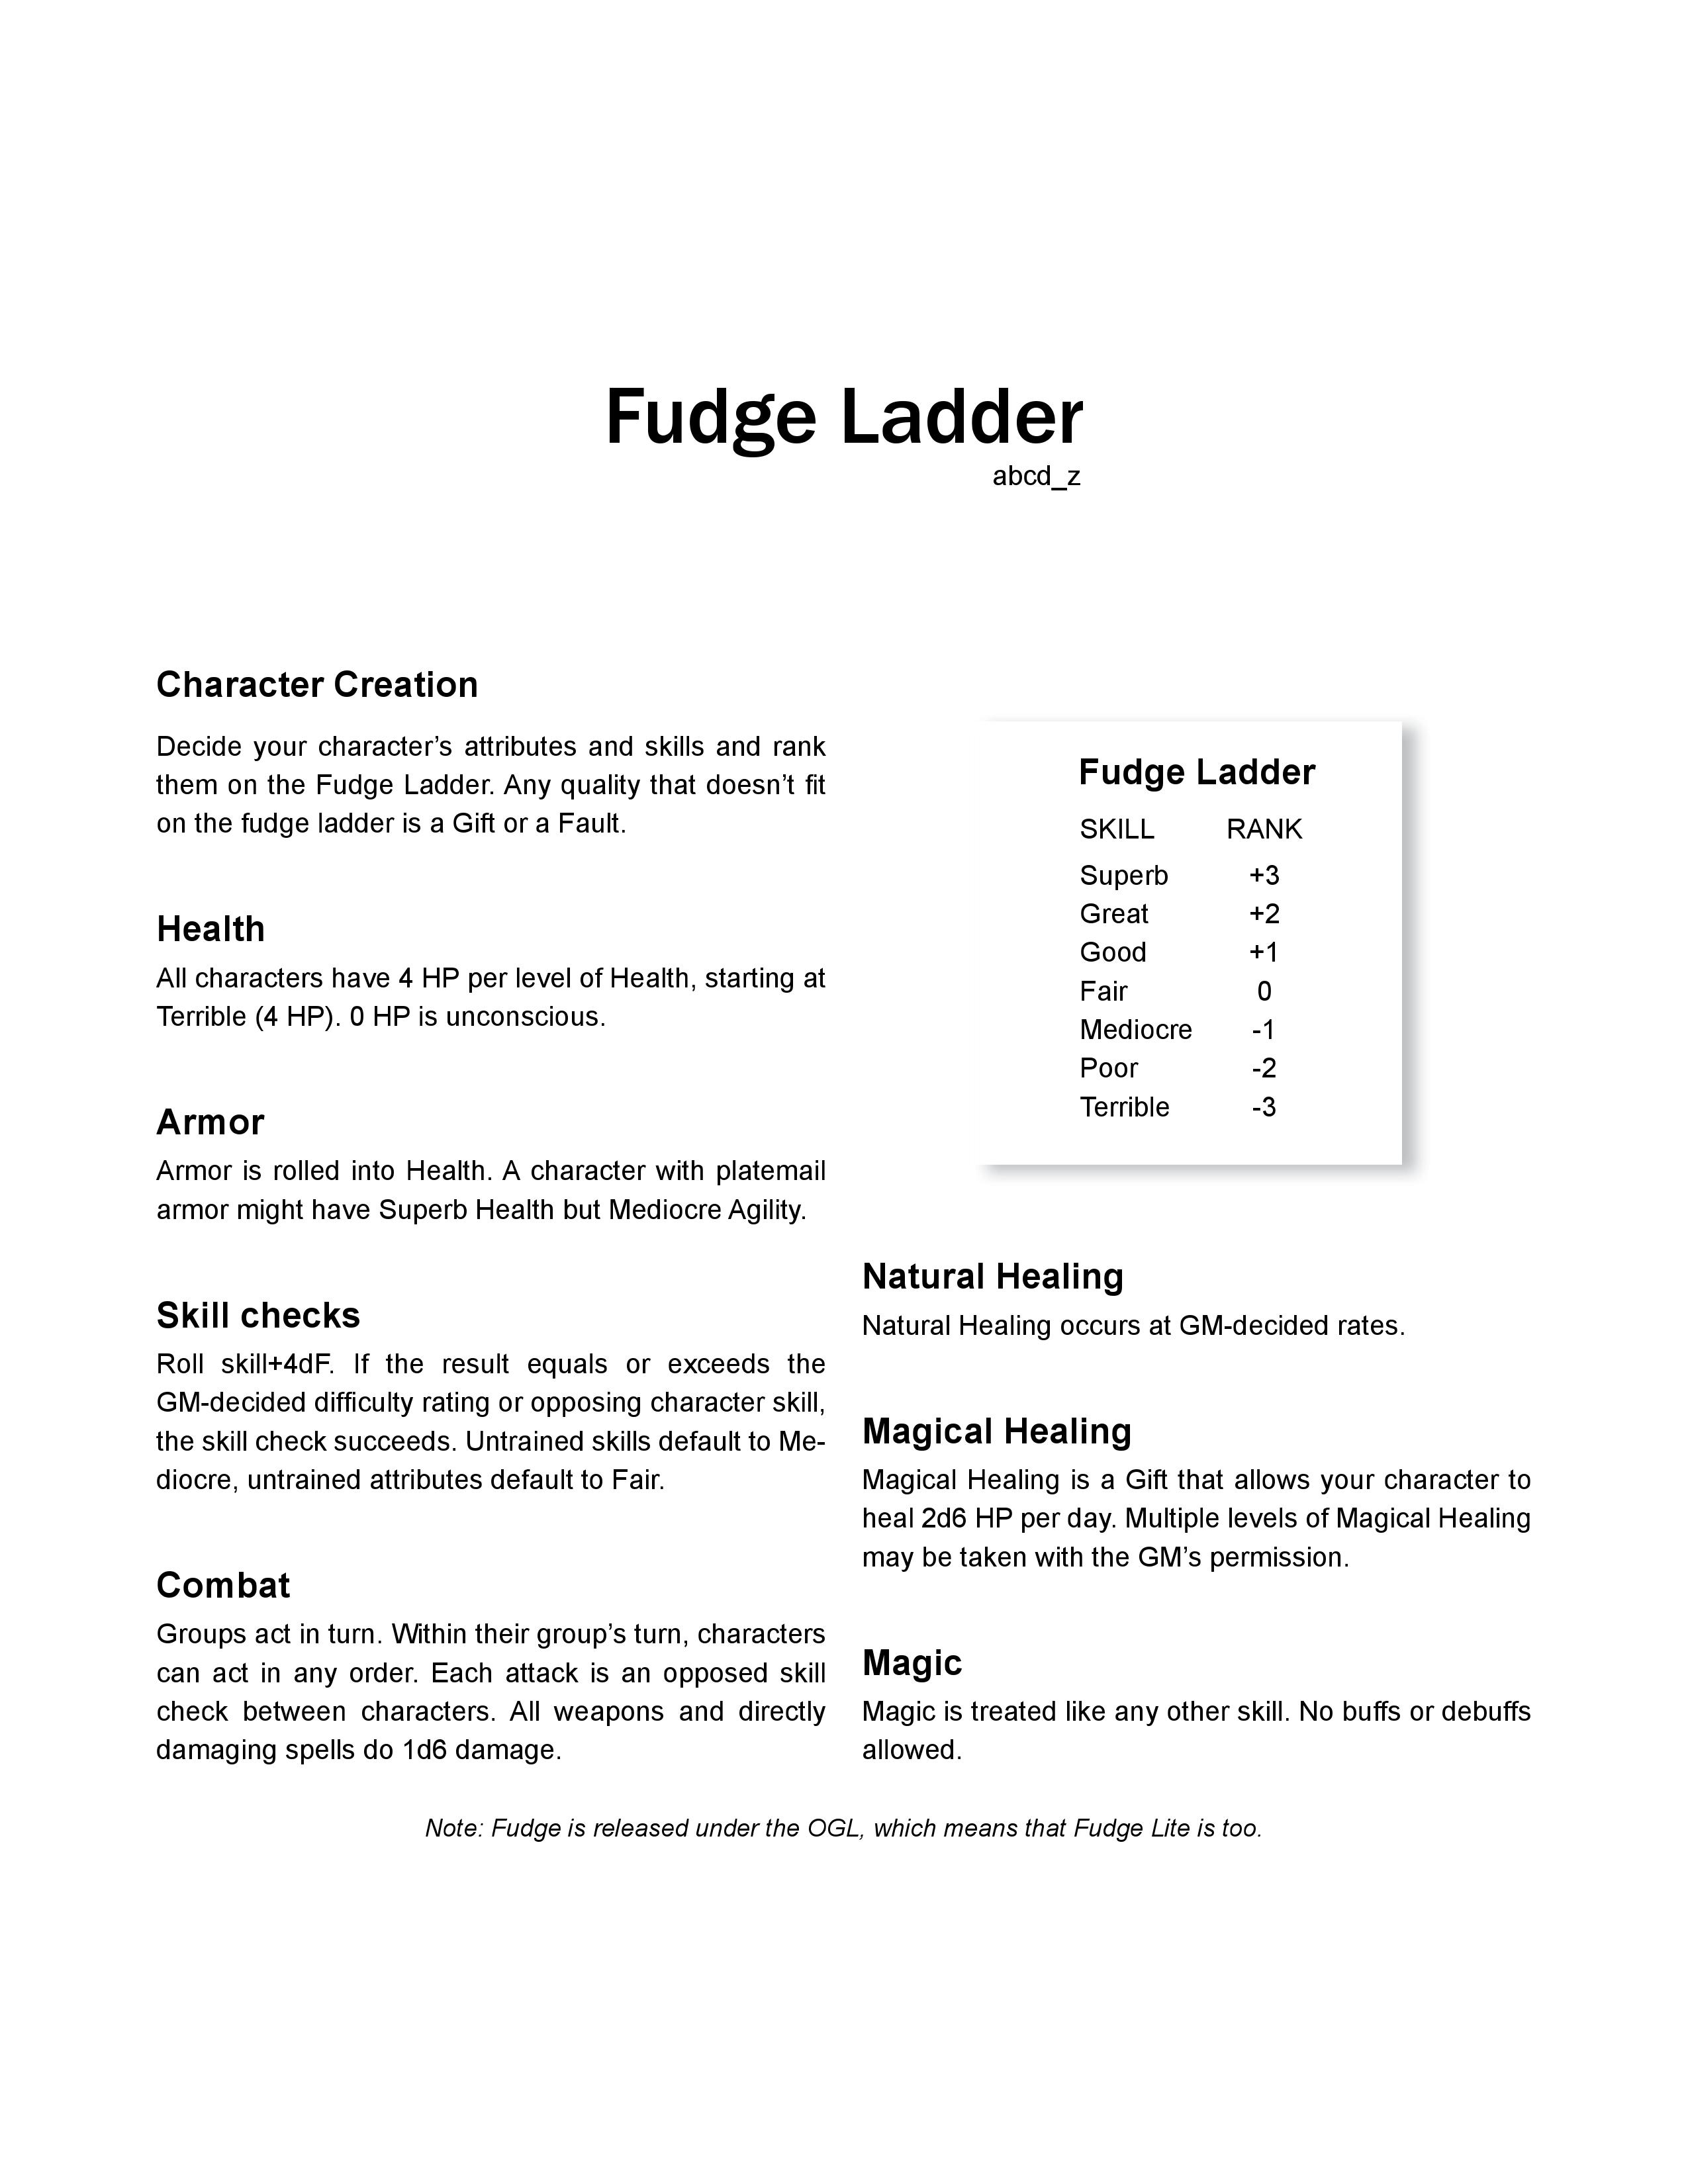 Fudge Ladder
abcd_z
Character Creation
Decide your character’s attributes and skills and rank
them on the Fudge Ladder. Any quality that doesn’t fit
on the fudge ladder is a Gift or a Fault.
Health
All characters have 4 HP per level of Health, starting at
Terrible (4 HP). 0 HP is unconscious.
Armor
Armor is rolled into Health. A character with platemail
armor might have Superb Health but Mediocre Agility.
Skill checks
Roll skill+4dF. If the result equals or exceeds the
GM-decided difficulty rating or opposing character skill,
the skill check succeeds. Untrained skills default to Me-
diocre, untrained attributes default to Fair.
Combat
Groups act in turn. Within their group’s turn, characters
can act in any order. Each attack is an opposed skill
check between characters. All weapons and directly
damaging spells do 1d6 damage.
Fudge Ladder
SKILL RANK
Superb +3
Great +2
Good +1
Fair 0
Mediocre -1
Poor -2
Terrible -3
Natural Healing
Natural Healing occurs at GM-decided rates.
Magical Healing
Magical Healing is a Gift that allows your character to
heal 2d6 HP per day. Multiple levels of Magical Healing
may be taken with the GM’s permission.
Magic
Magic is treated like any other skill. No buffs or debuffs
allowed.
Note: Fudge is released under the OGL, which means that Fudge Lite is too.